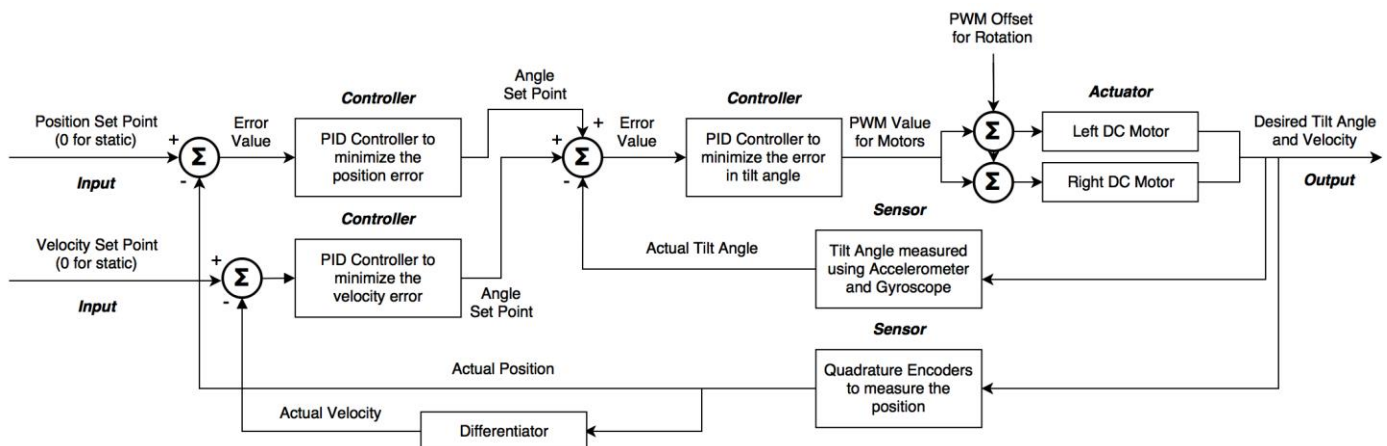 PWM Offset
for Rotation
Angle
Set Point
Controller
Controller
Actuator
Position Set Point
(0 for static)
+
Error
Value
PID Controller to
minimize the
position error
+
+
Error
Value
PID Controller to
minimize the error
in tilt angle
PWM Value
for Motors
Σ
Left DC Motor
Desired Tilt Angle
and Velocity
Σ
Σ
Σ
Right DC Motor
Input
-
-
Output
Controller
Sensor
Velocity Set Point
(0 for static)
+
Σ
PID Controller to
minimize the
velocity error
Actual Tilt Angle
Tilt Angle measured
using Accelerometer
and Gyroscope
Input
-
Angle
Set Point
Sensor
Actual Position
Quadrature Encoders
to measure the
position
Actual Velocity
Differentiator